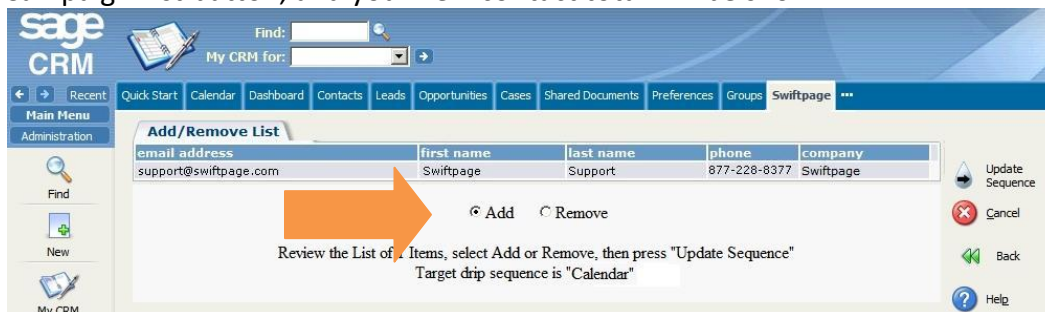 sage
CRM
Find:
My CRM for:
Recent
Quick Start Calendar Dashboard Contacts Leads Opportunities Cases Shared Documents Preferences Groups Swiftpage
Main Menu
Administration
Add/Remove List
email address first name last name phone company
support@swiftpage.com Swiftpage Support 877-228-8377 Swiftpage
Update
Sequence
Find
Add Remove
Cancel
New
Review the List of Items, select Add or Remove, then press "Update Sequence"
Back
Target drip sequence is "Calendar"
My CRM
Help